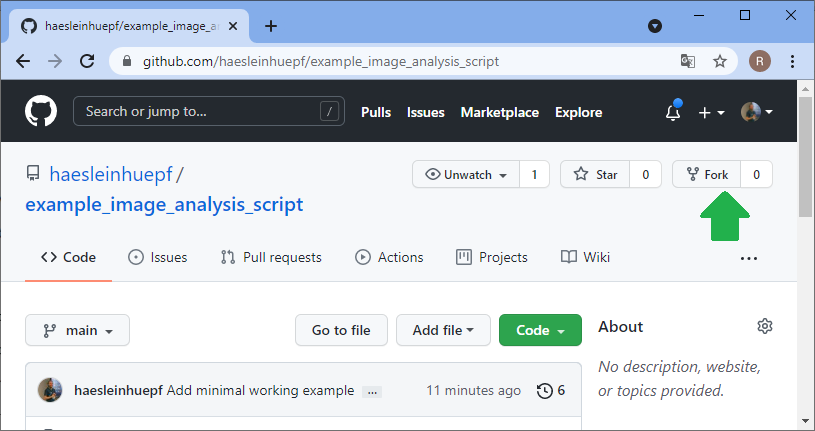 haesleinhuepf/example_image_an
github.com/haesleinhuepf/example_image_analysis_script
R
Search or jump to...
/
Pulls
Issues
Marketplace
Explore
haesleinhuepf /
example_image_analysis_script
Unwatch
1
Star
0
Fork
0
Code
Issues
Pull requests
Actions
Projects
Wiki
...
main
Go to file
Add file
Code
About
haesleinhuepf Add minimal working example ...
11 minutes ago
6
No description, website,
or topics provided.